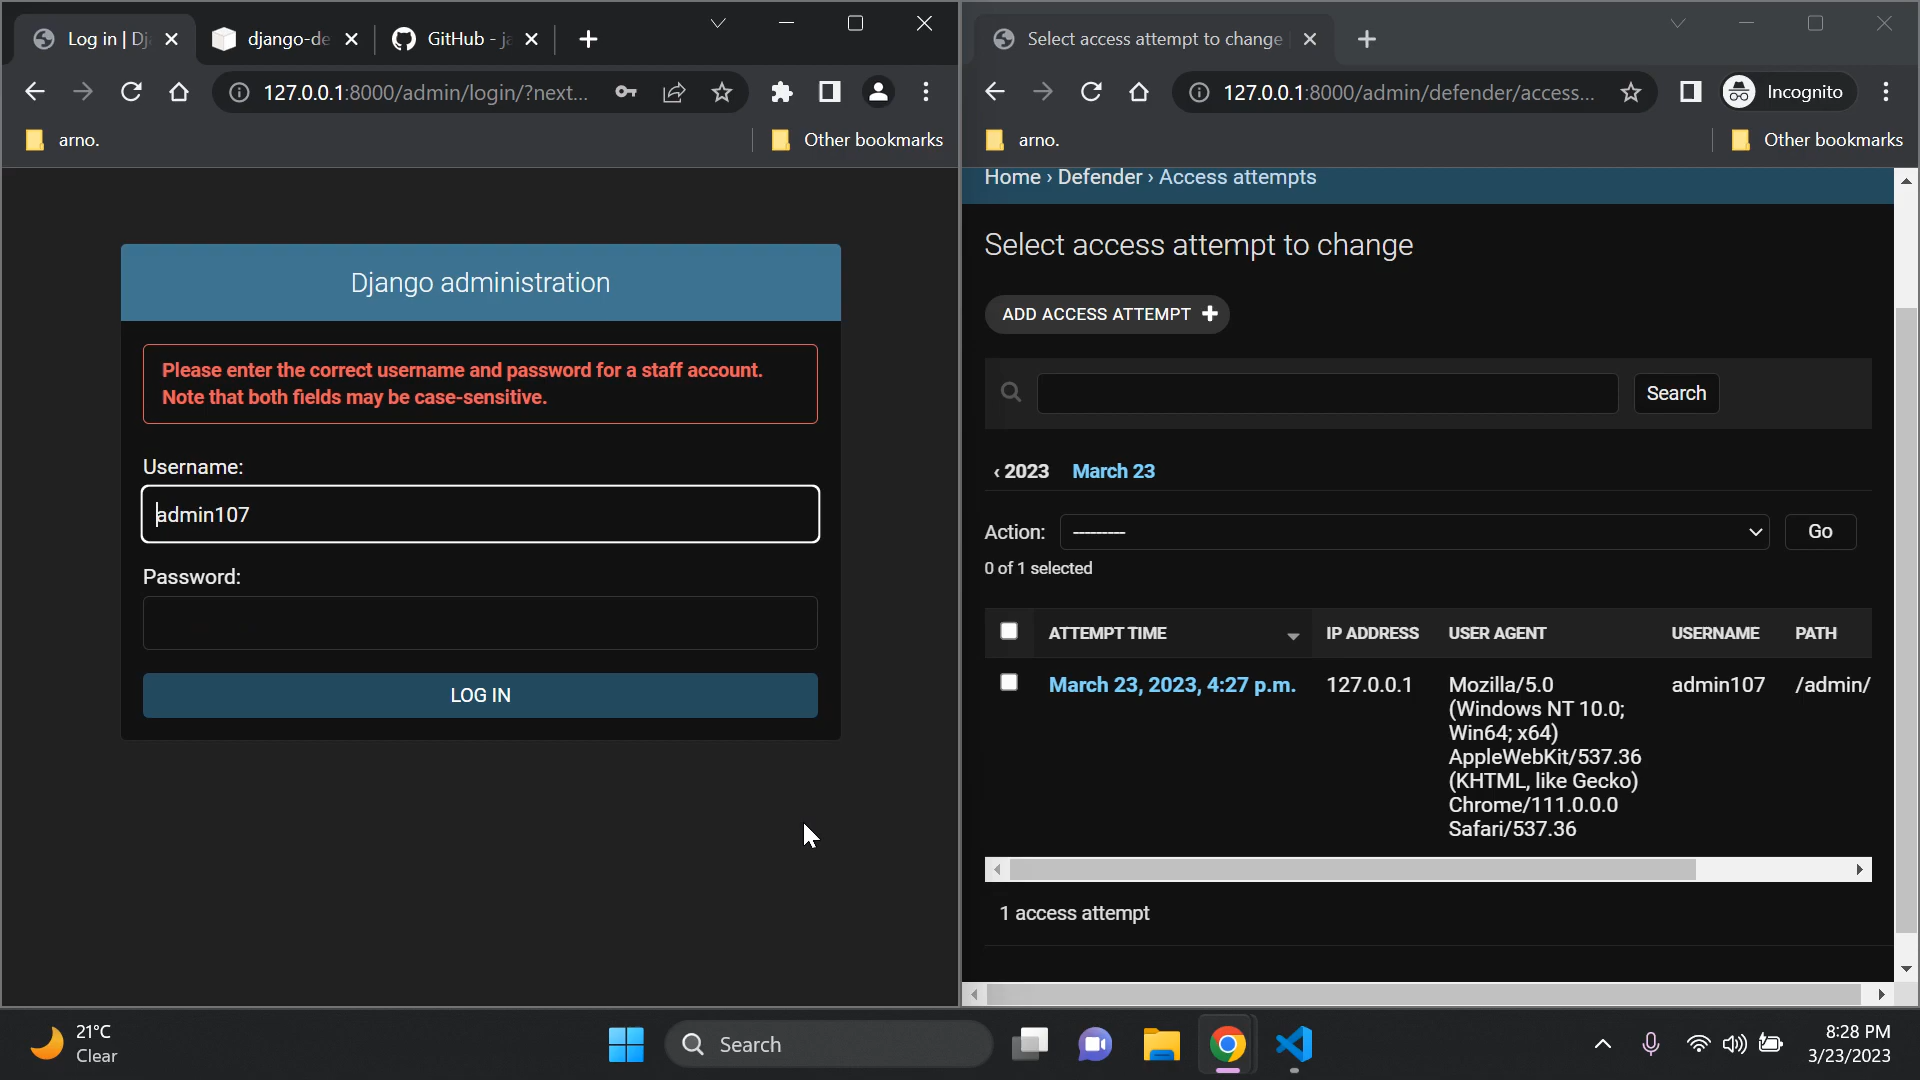 Log in | Dj
django-de
GitHub - ja
127.0.0.1:8000/admin/login/?next...
arno.
Other bookmarks
Django administration
Please enter the correct username and password for a staff account.
Note that both fields may be case-sensitive.
Username:
admin107
Password:
LOG IN
Select access attempt to change
127.0.0.1:8000/admin/defender/access...
Incognito
arno.
Other bookmarks
Home › Defender › Access attempts
Select access attempt to change
ADD ACCESS ATTEMPT
Search
‹ 2023 March 23
Action: --------- Go
0 of 1 selected
ATTEMPT TIME IP ADDRESS USER AGENT USERNAME PATH
March 23, 2023, 4:27 p.m. 127.0.0.1 Mozilla/5.0 admin107 /admin/
(Windows NT 10.0;
Win64; x64)
AppleWebKit/537.36
(KHTML, like Gecko)
Chrome/111.0.0.0
Safari/537.36
1 access attempt
21°C
Clear
Search
8:28 PM
3/23/2023